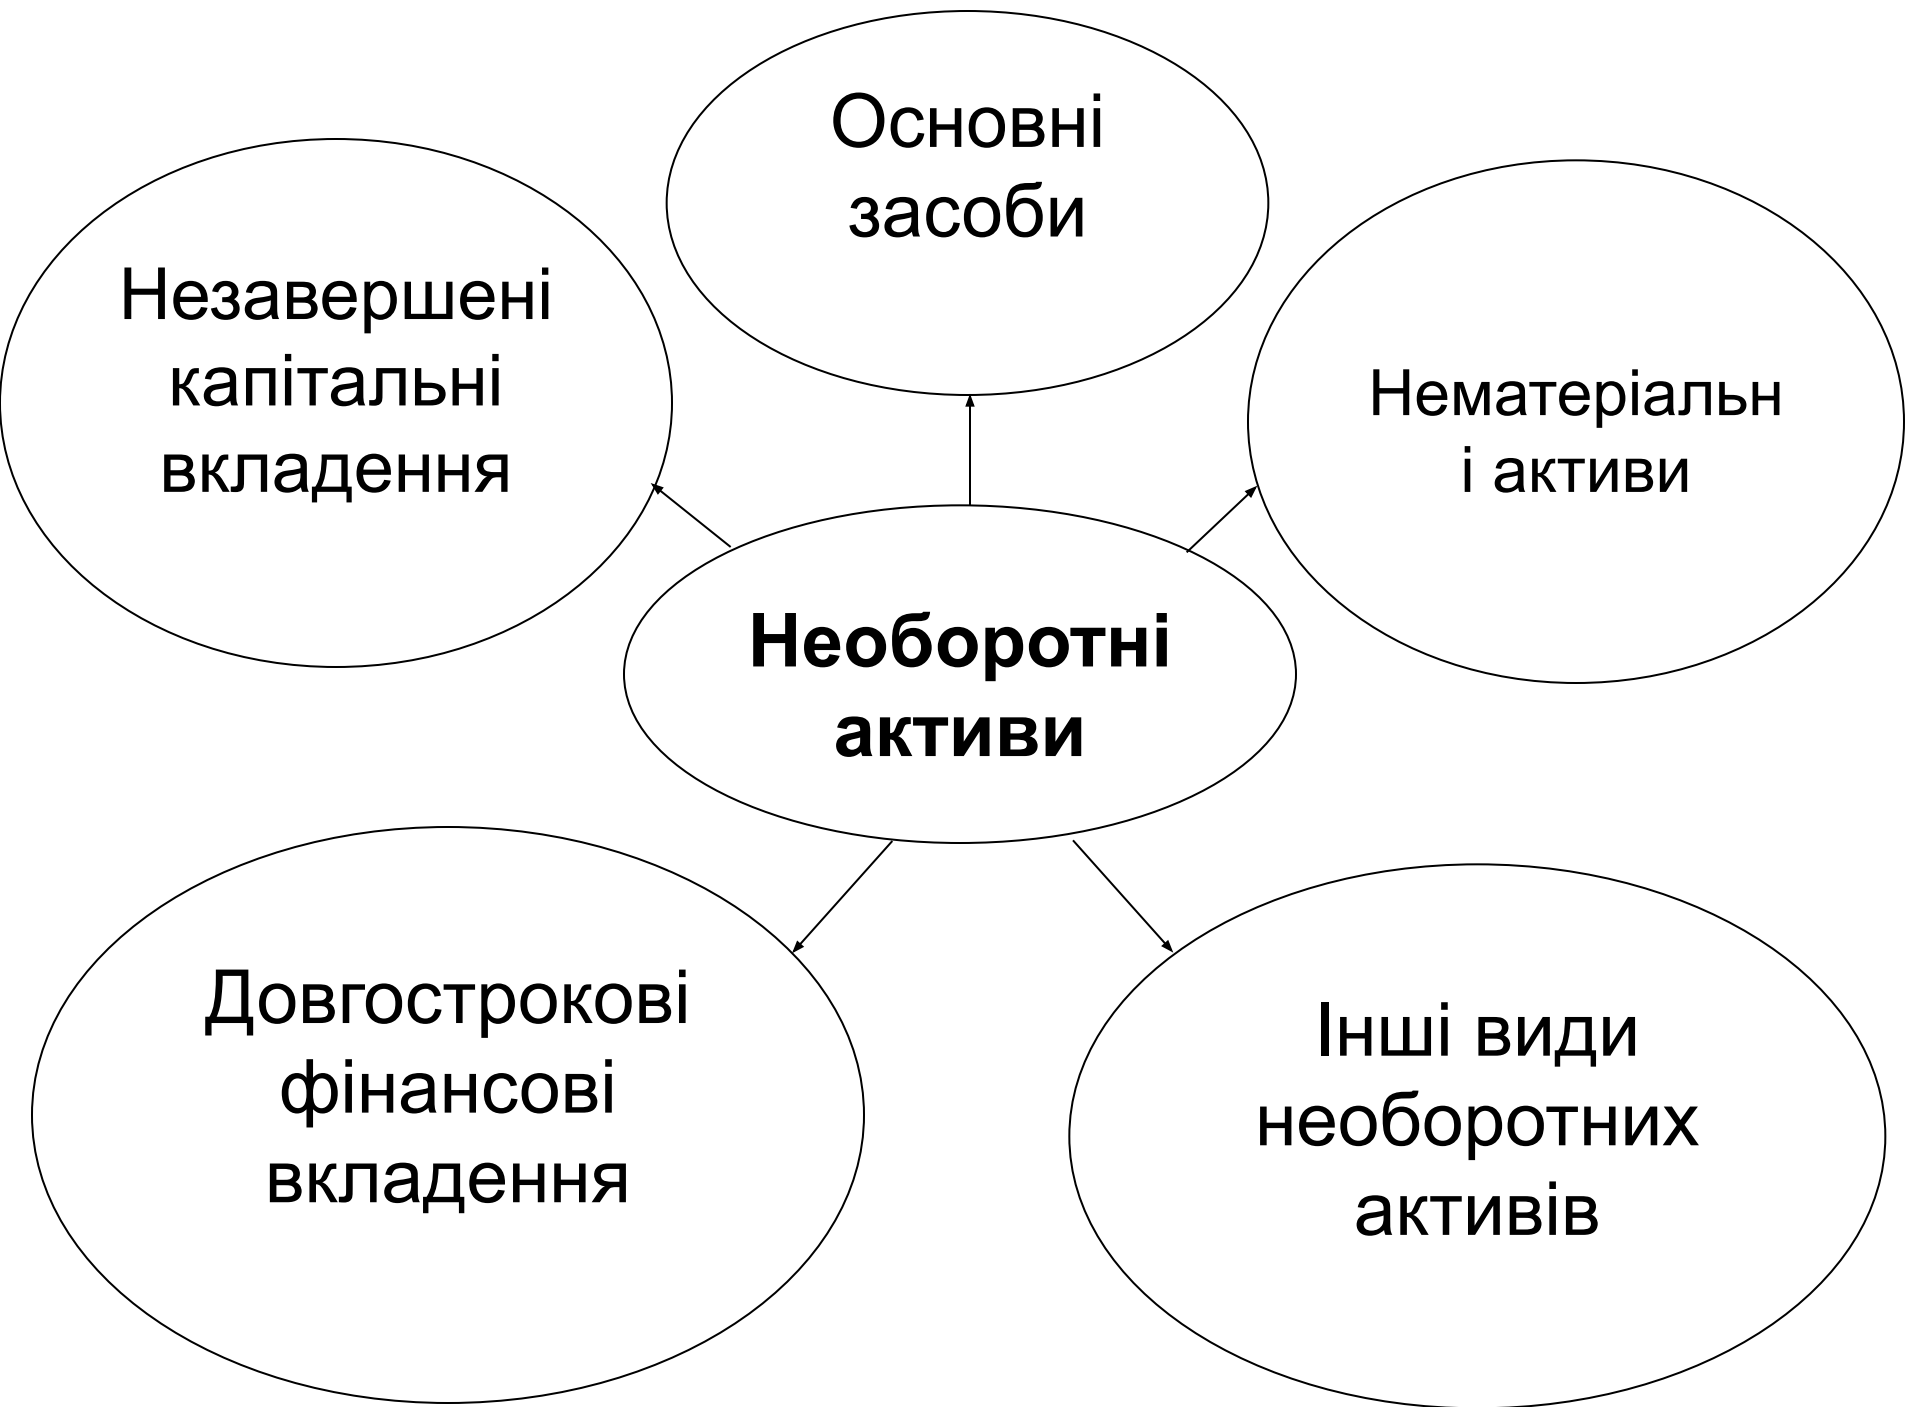 Основні
засоби
Незавершені
капітальні
вкладення
Нематеріальн
і активи
Необоротні
активи
Довгострокові
фінансові
вкладення
Інші види
необоротних
активів